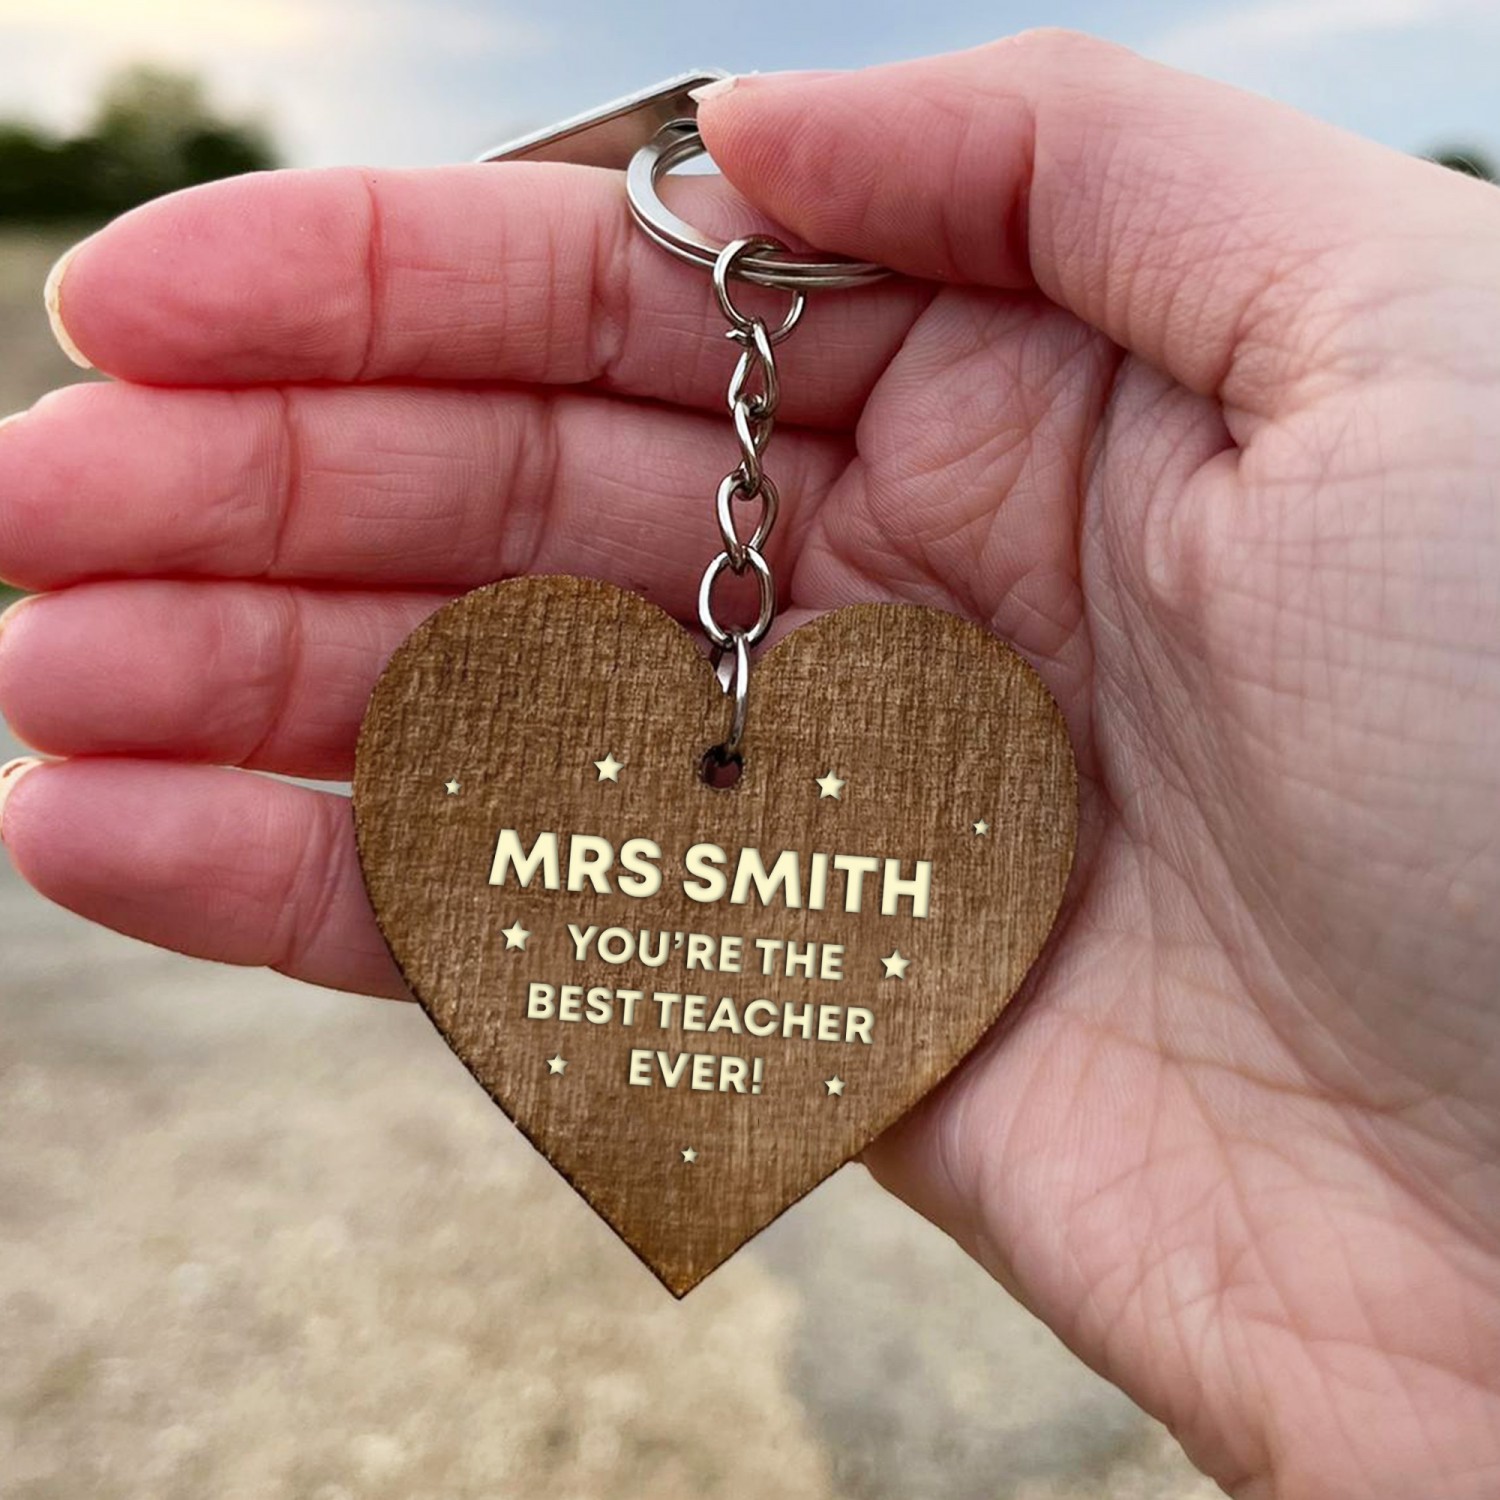 MRS SMITH
YOU’RE THE
BEST TEACHER
EVER!